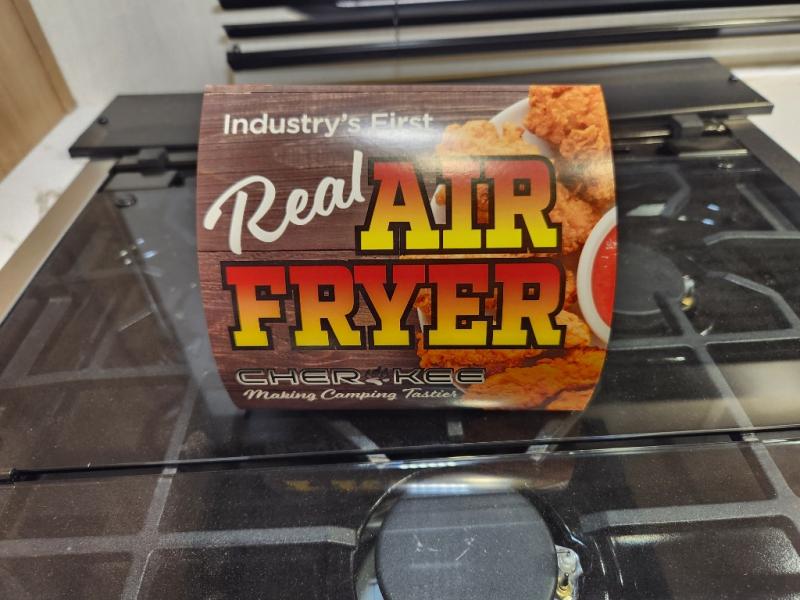 Industry's First
Real AIR
FRYER
CHEROKEE
Making Camping Tastier